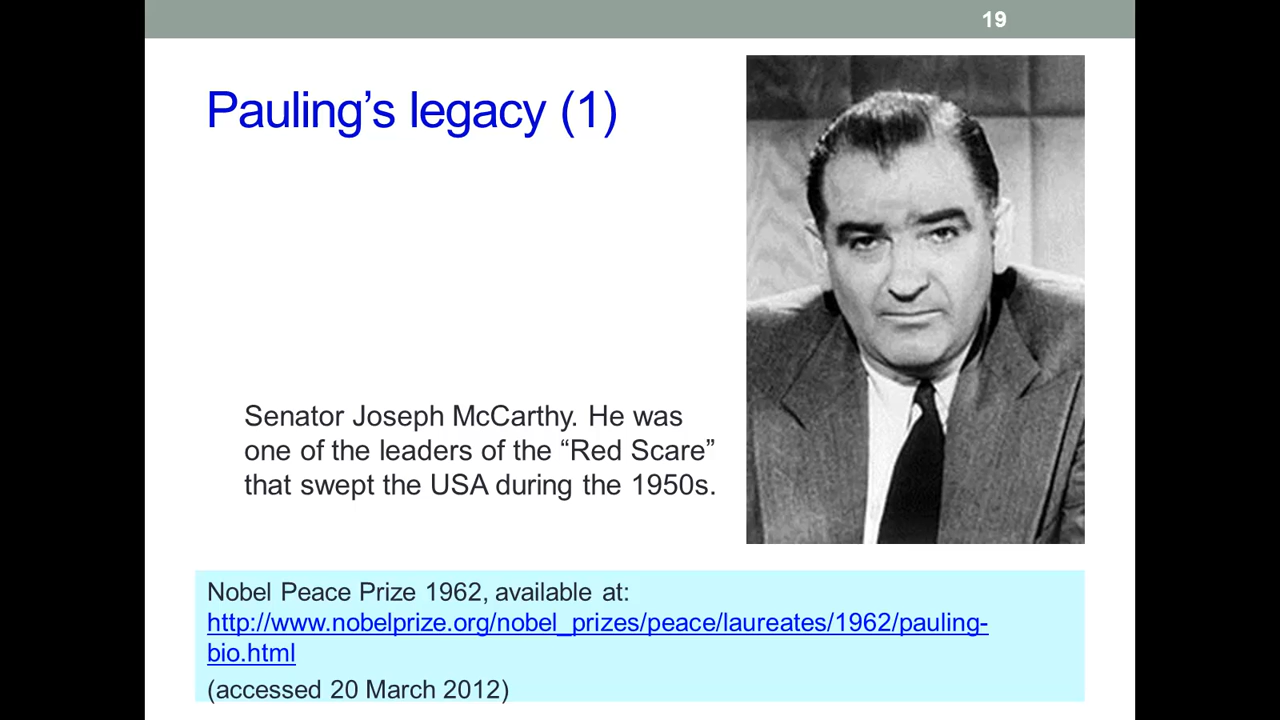 19
Pauling’s legacy (1)
Senator Joseph McCarthy. He was
one of the leaders of the “Red Scare”
that swept the USA during the 1950s.
Nobel Peace Prize 1962, available at:
http://www.nobelprize.org/nobel_prizes/peace/laureates/1962/pauling-
bio.html
(accessed 20 March 2012)